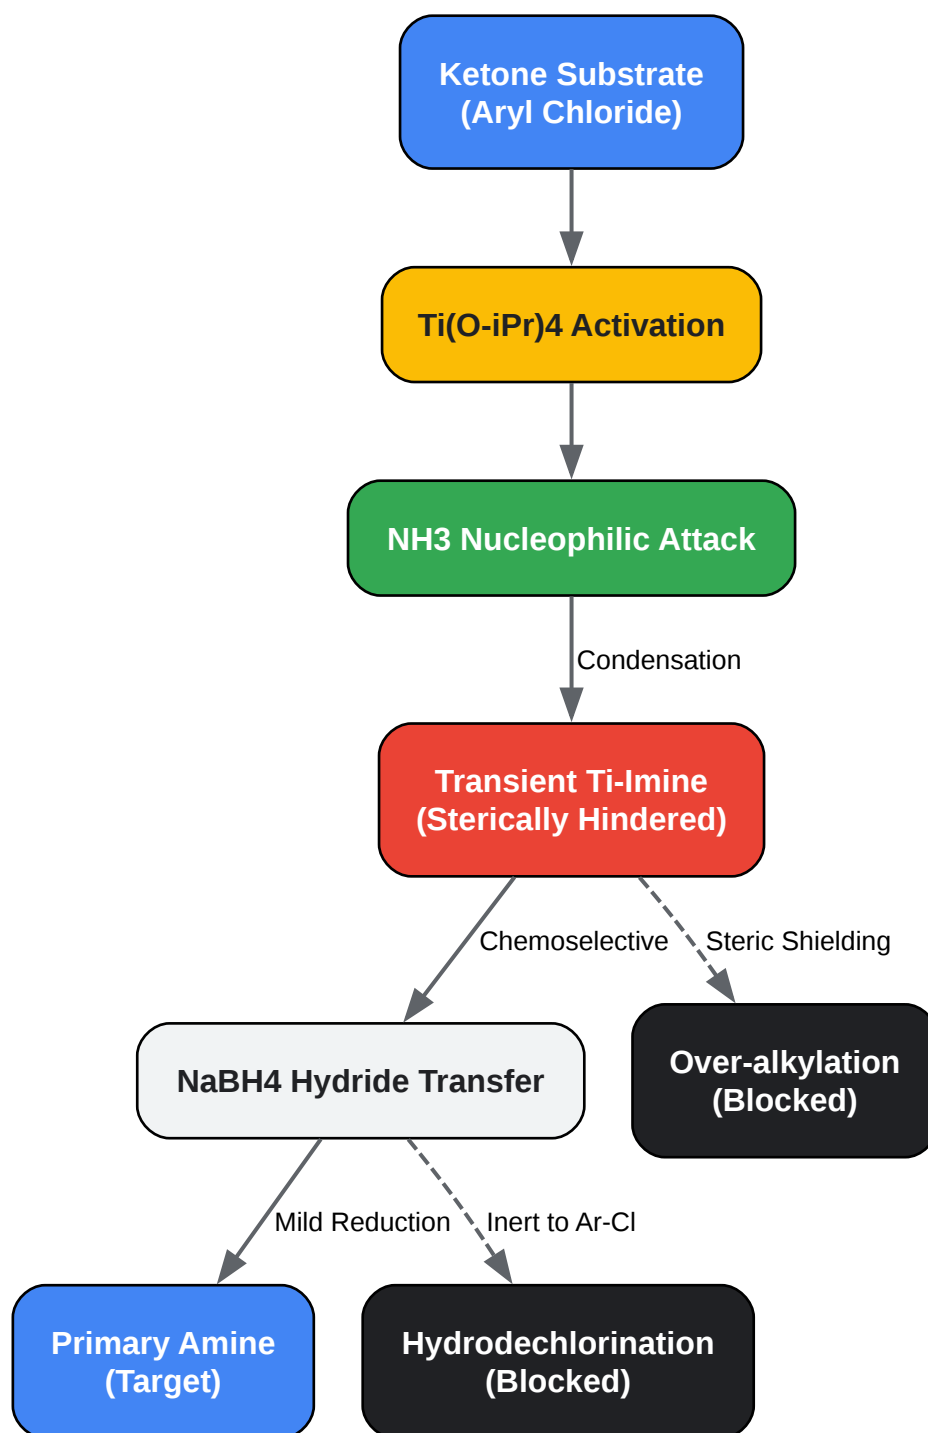 Ketone Substrate
(Aryl Chloride)
Ti(O-iPr)4 Activation
NH3 Nucleophilic Attack
Condensation
Transient Ti-Imine
(Sterically Hindered)
Chemoselective
Steric Shielding
NaBH4 Hydride Transfer
Over-alkylation
(Blocked)
Mild Reduction
Inert to Ar-Cl
Primary Amine
(Target)
Hydrodechlorination
(Blocked)